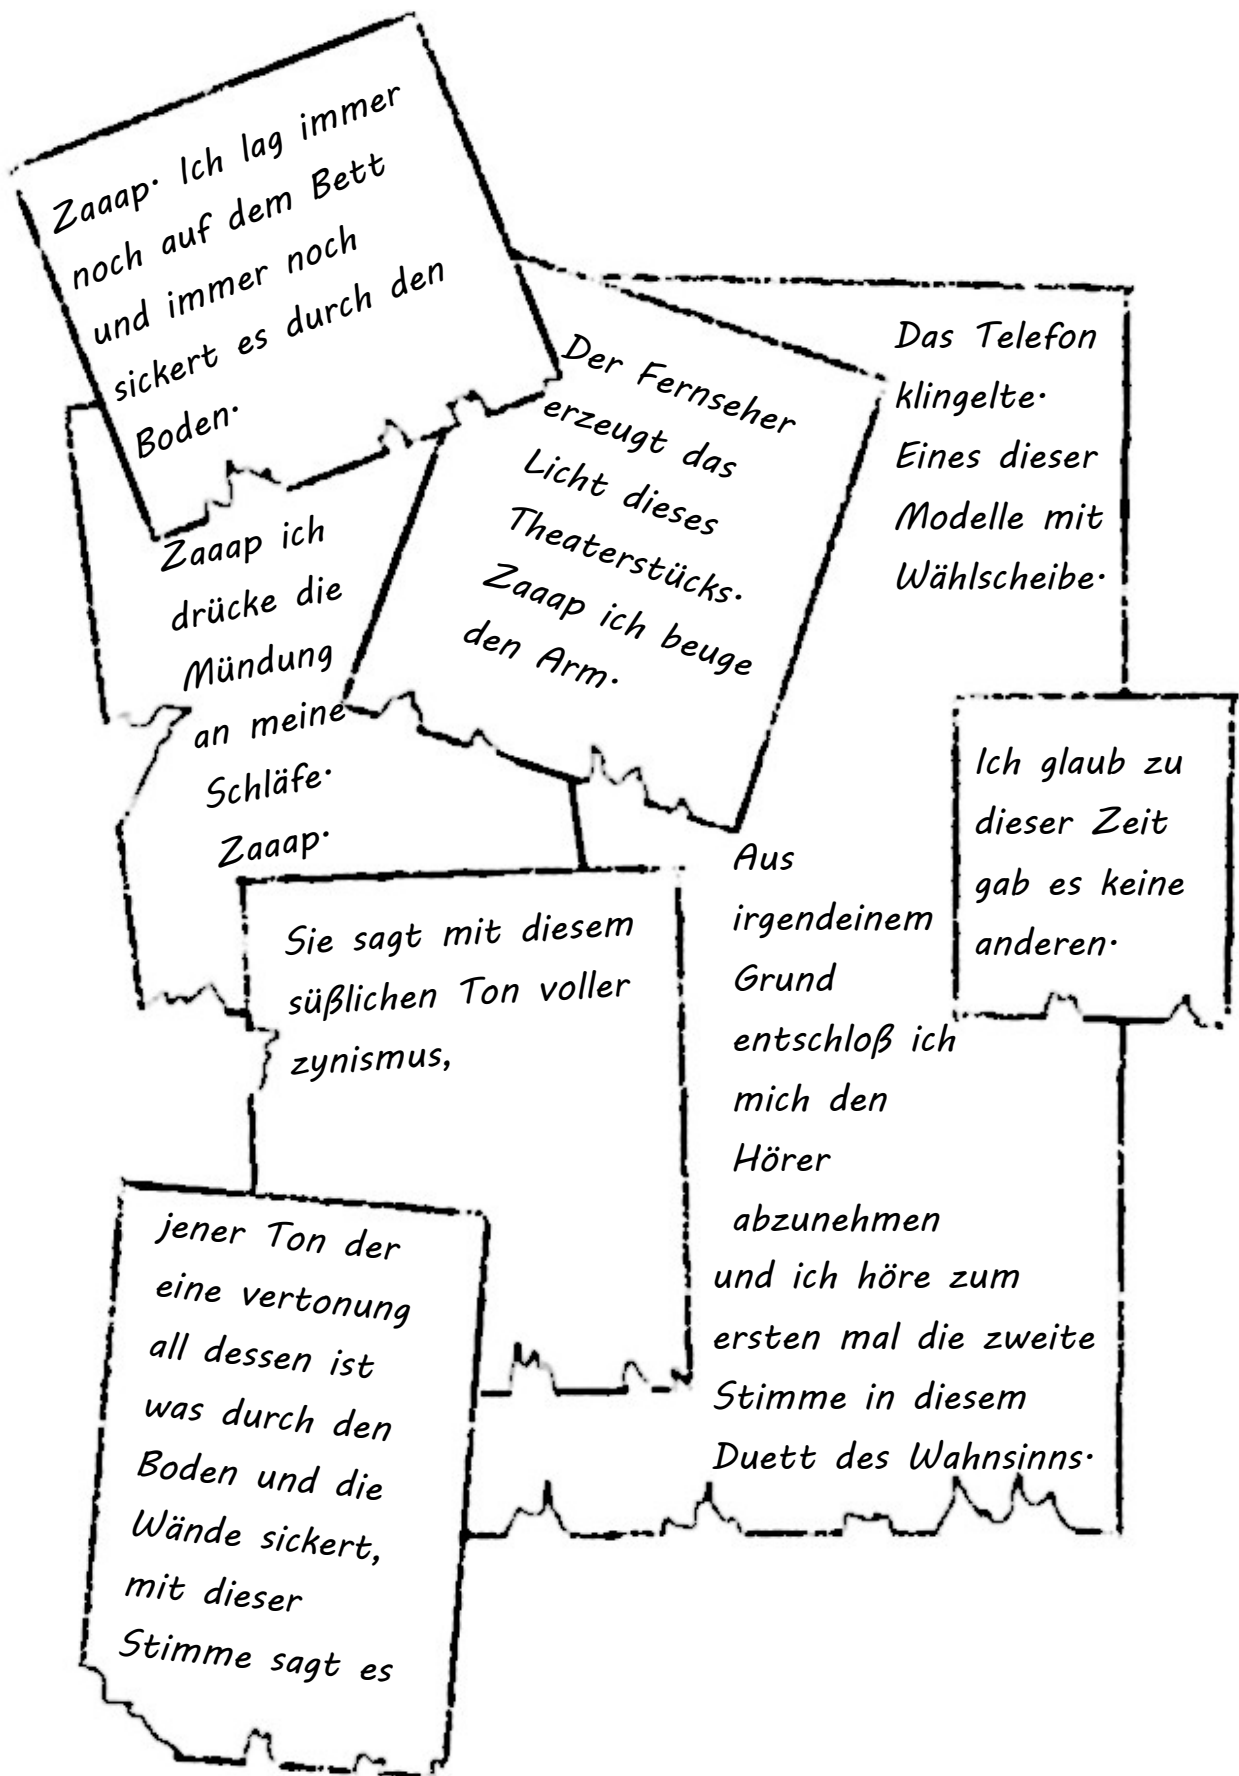 Zaaap. Ich lag immer
noch auf dem Bett
und immer noch
sickert es durch den
Boden.
Der Fernseher
erzeugt das
Licht dieses
Theaterstücks.
Zaaap ich beuge
den Arm.
Zaaap ich
drücke die
Mündung
an meine
Schläfe.
Zaaap.
Das Telefon
klingelte.
Eines dieser
Modelle mit
Wählscheibe.
Ich glaub zu
dieser Zeit
gab es keine
anderen.
Aus
irgendeinem
Grund
entschloß ich
mich den
Hörer
abzunehmen
und ich höre zum
ersten mal die zweite
Stimme in diesem
Duett des Wahnsinns.
Sie sagt mit diesem
süßlichen Ton voller
zynismus,
jener Ton der
eine vertonung
all dessen ist
was durch den
Boden und die
Wände sickert,
mit dieser
Stimme sagt es